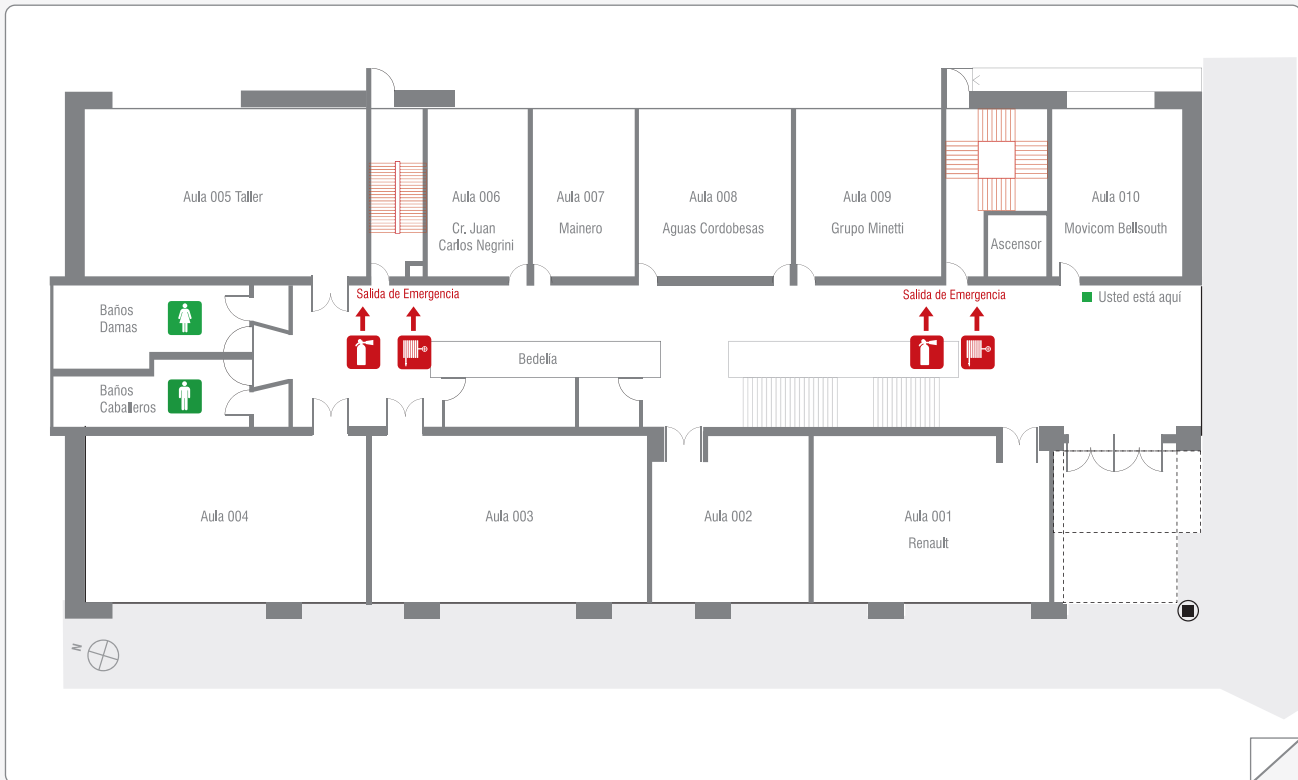 Aula 005 Taller
Aula 006
Cr. Juan
Carlos Negrini
Aula 007
Mainero
Aula 008
Aguas Cordobesas
Aula 009
Grupo Minetti
Ascensor
Aula 010
Movicom Bellsouth
Salida de Emergencia
Salida de Emergencia
Usted está aquí
Baños
Damas
Bedelía
Baños
Caballeros
Aula 004
Aula 003
Aula 002
Aula 001
Renault
N